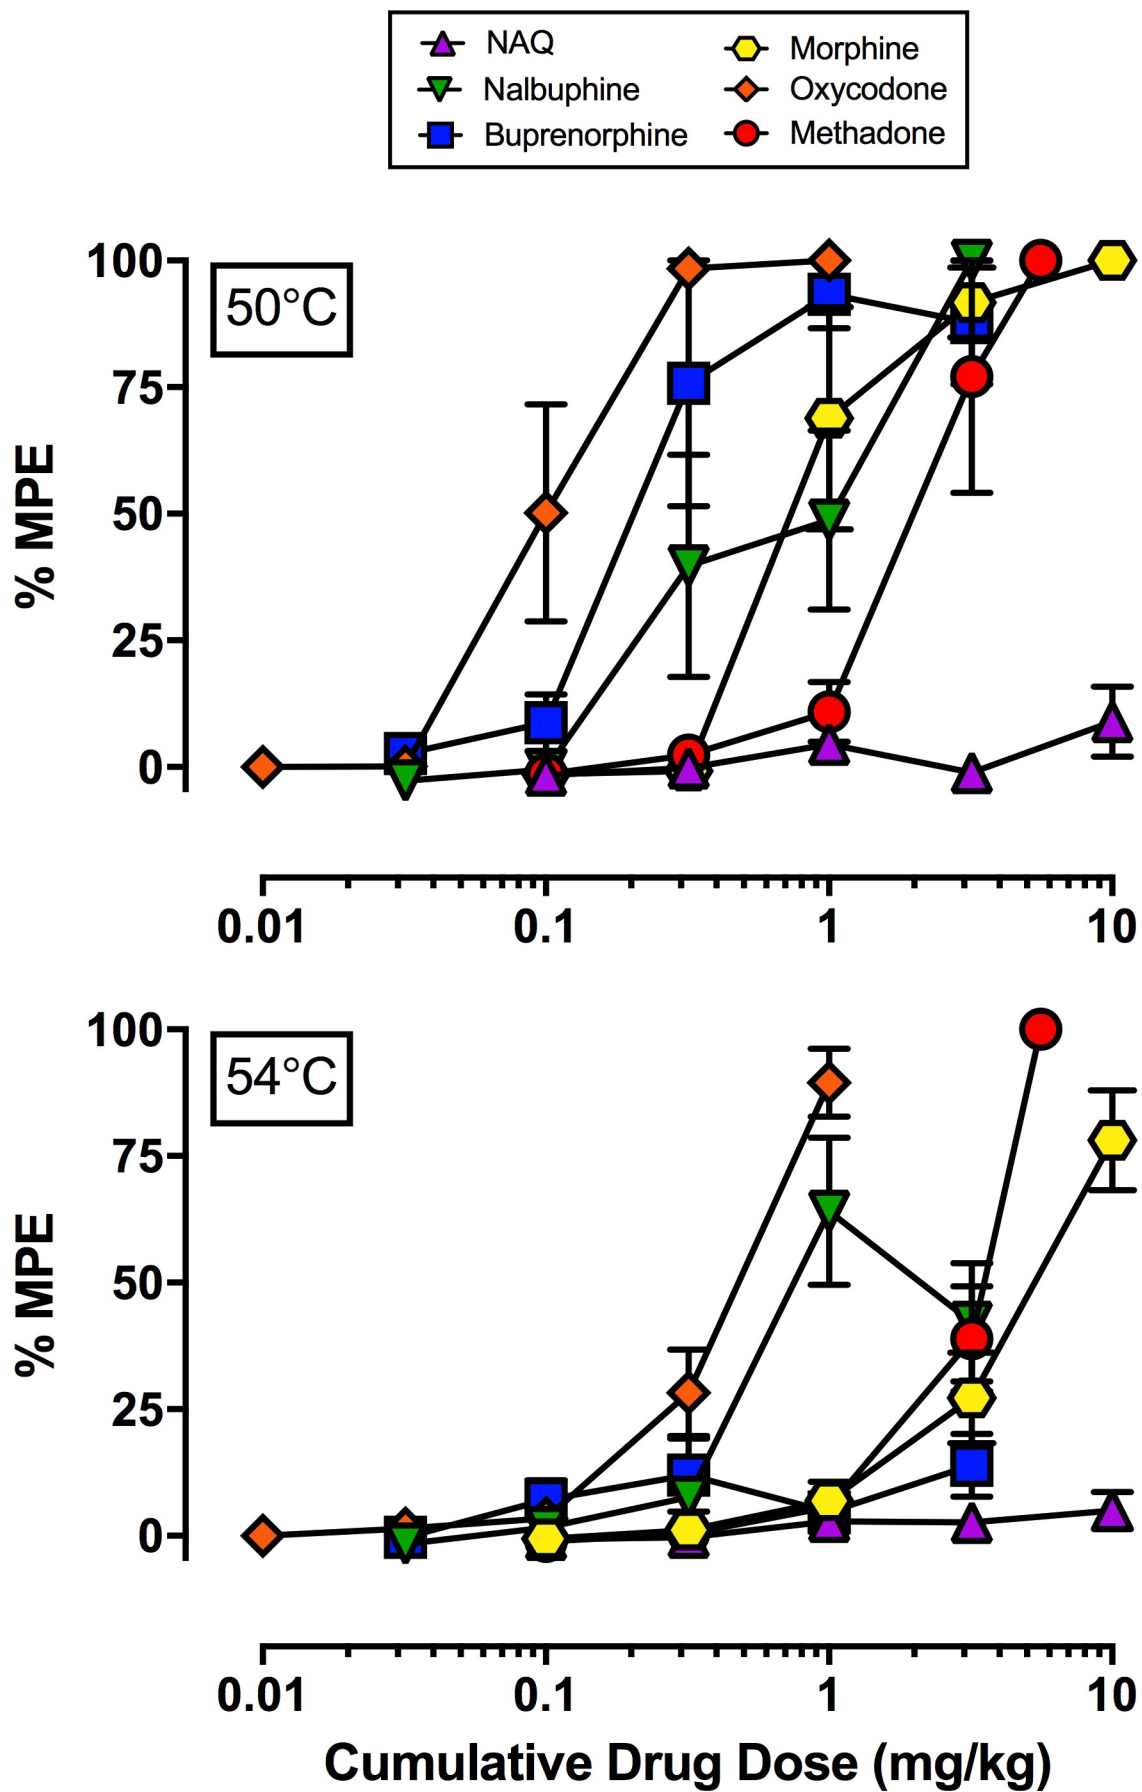 NAQ Morphine
Nalbuphine Oxycodone
Buprenorphine Methadone
100
50°C
75
50
25
0
% MPE
0.01 0.1 1 10
100
54°C
75
50
25
0
% MPE
0.01 0.1 1 10
Cumulative Drug Dose (mg/kg)